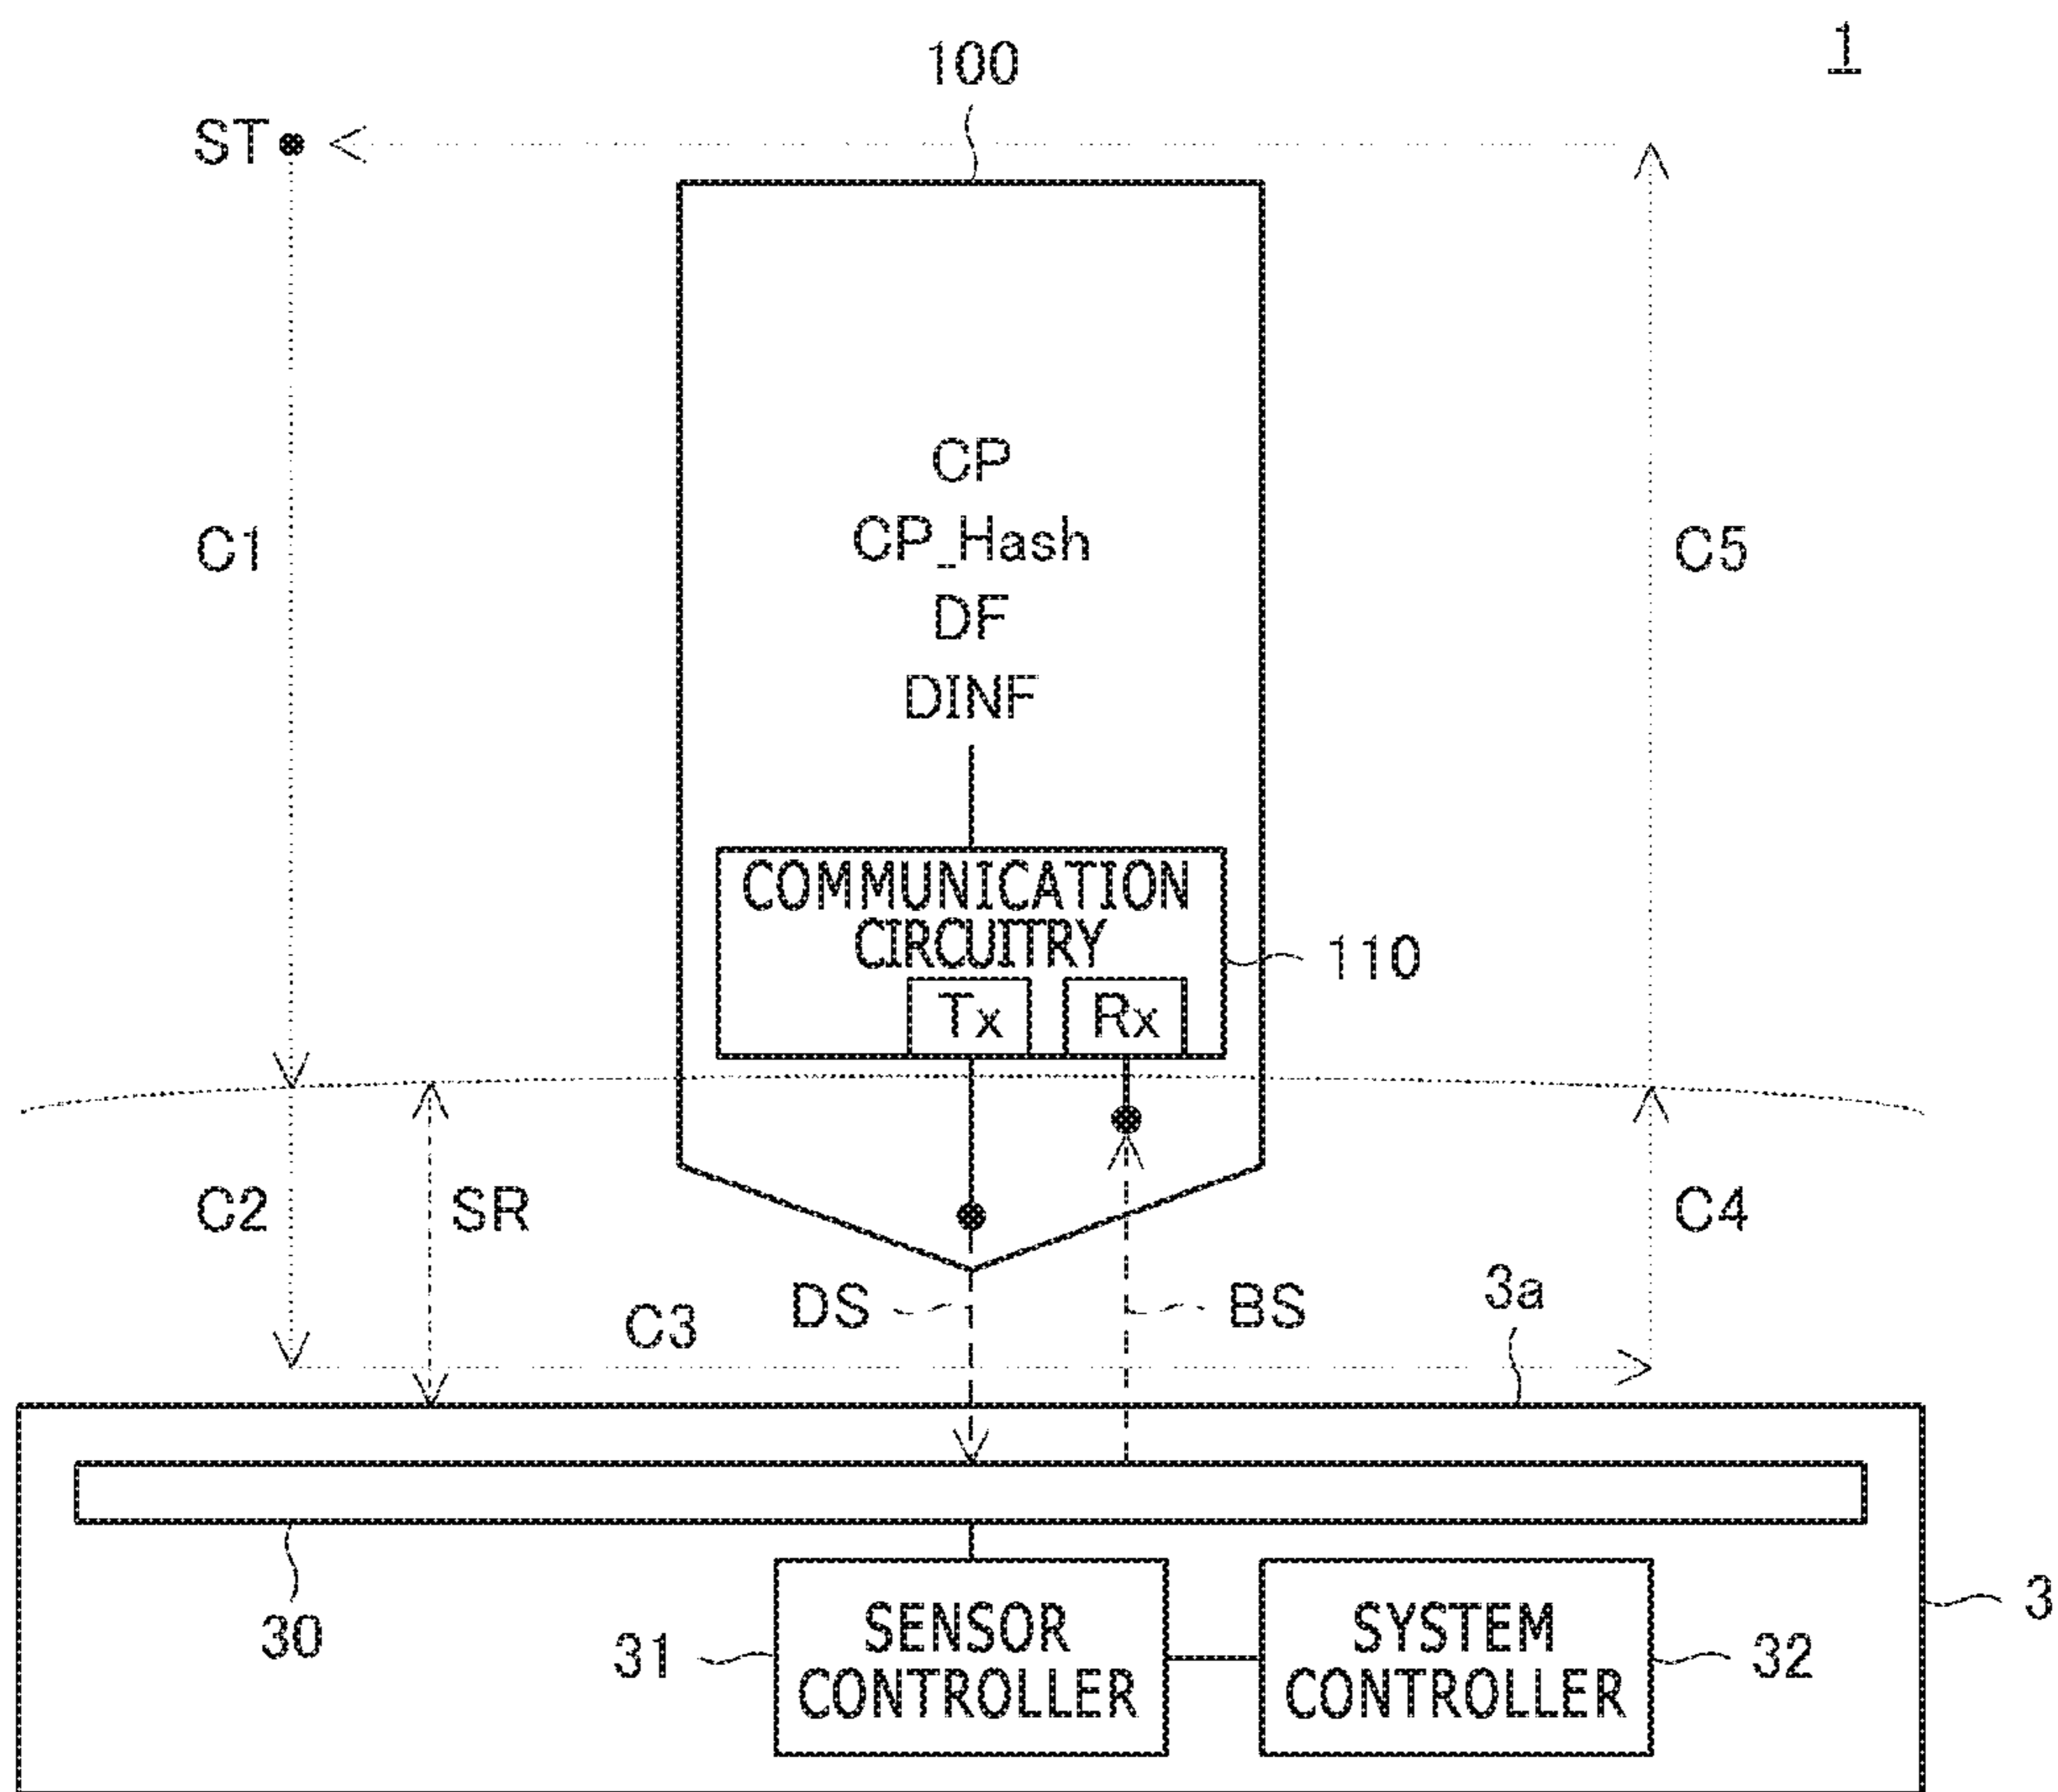 1
100
ST
CP
CP_Hash
C1
C5
DF
DINF
COMMUNICATION
CIRCUITRY
110
Tx
Rx
C2
SR
C4
3a
DS
BS
C3
30
31
SENSOR
CONTROLLER
SYSTEM
CONTROLLER
32
3